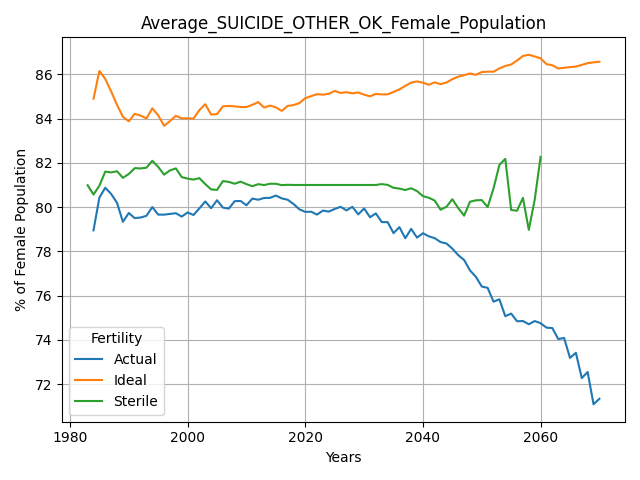 Average_SUICIDE_OTHER_OK_Female_Population
% of Female Population
86
84
82
80
78
76
74
72
Fertility
Actual
Ideal
Sterile
1980
2000
2020
2040
2060
Years